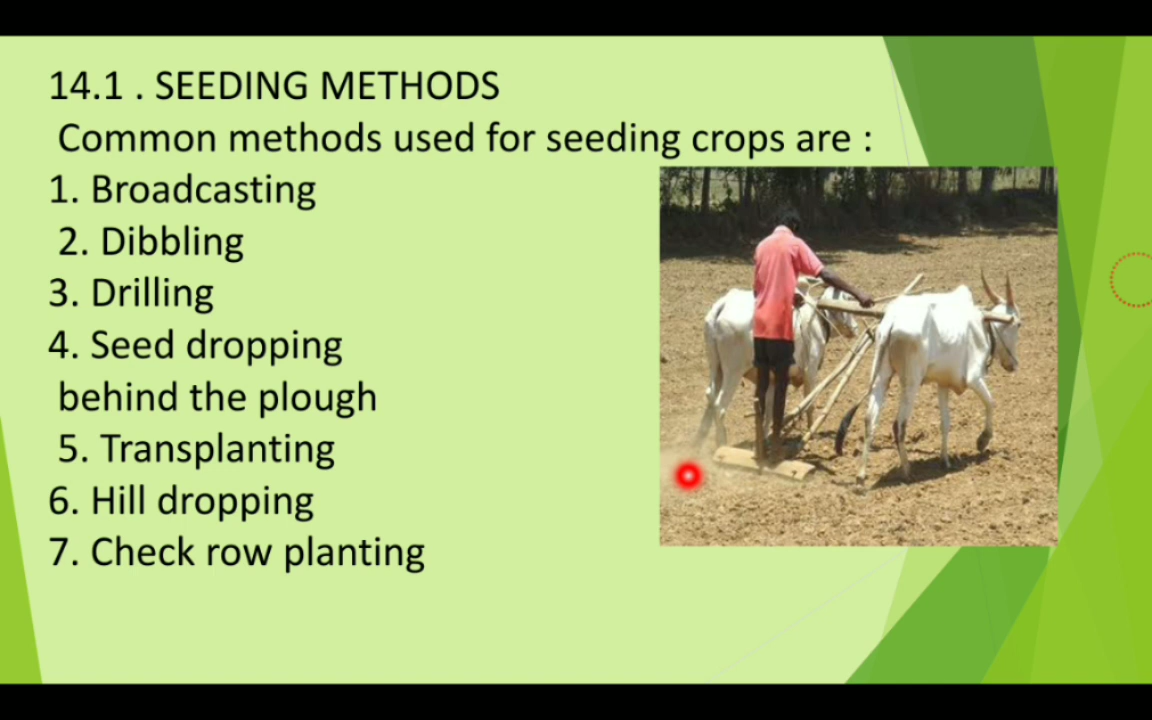 14.1 . SEEDING METHODS
Common methods used for seeding crops are :
1. Broadcasting
2. Dibbling
3. Drilling
4. Seed dropping
behind the plough
5. Transplanting
6. Hill dropping
7. Check row planting